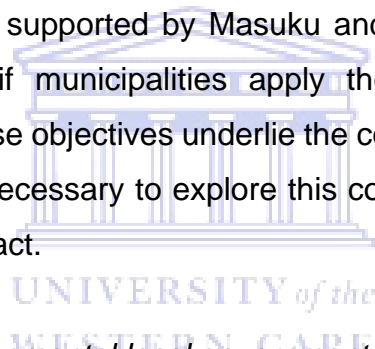 supported by Masuku and
if municipalities apply the
se objectives underlie the co
ecessary to explore this co
act.
UNIVERSITY of the
WESTERN CAPE